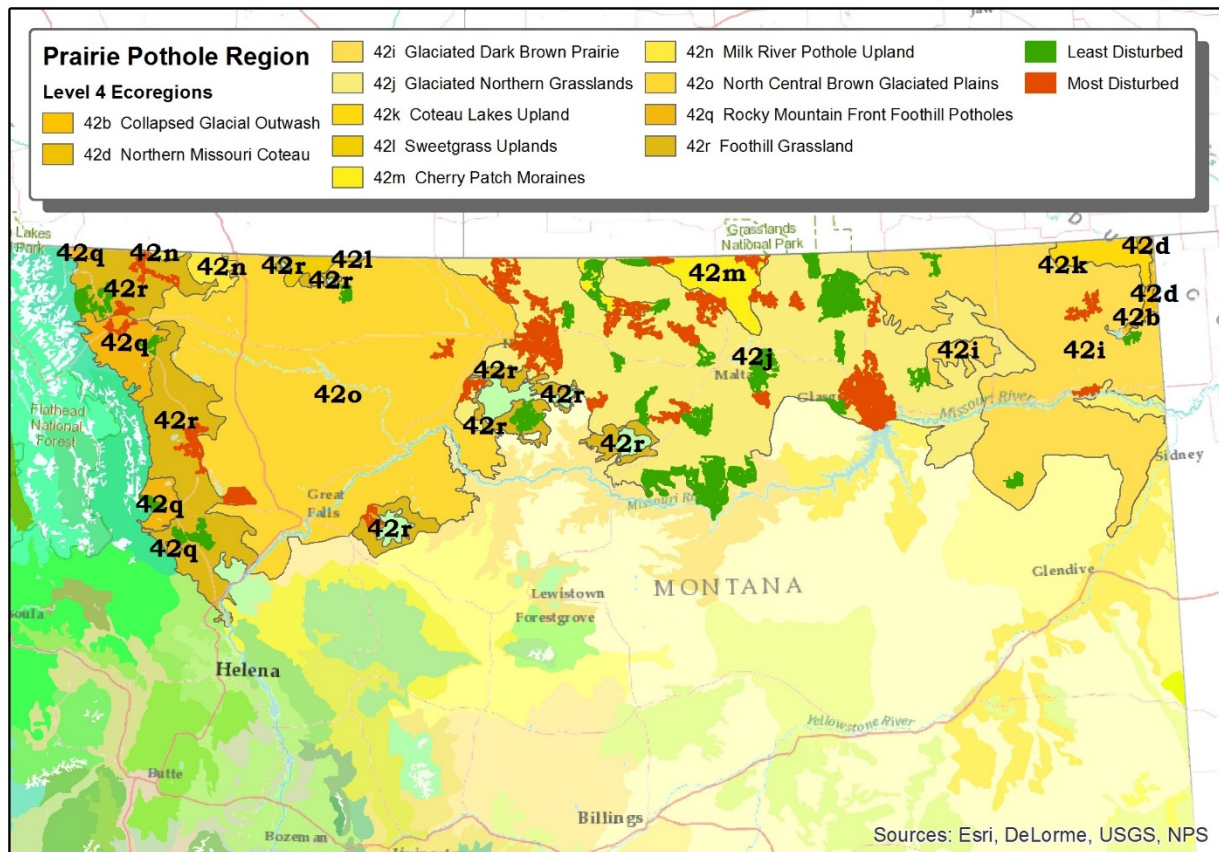 Prairie Pothole Region
Level 4 Ecoregions
42b Collapsed Glacial Outwash
42d Northern Missouri Coteau
42i Glaciated Dark Brown Prairie
42j Glaciated Northern Grasslands
42k Coteau Lakes Upland
42l Sweetgrass Uplands
42m Cherry Patch Moraines
42n Milk River Pothole Upland
42o North Central Brown Glaciated Plains
42q Rocky Mountain Front Foothill Potholes
42r Foothill Grassland
Least Disturbed
Most Disturbed
Lakes
Park
Grasslands
National Park
D
U
C
42q
42n
42n
42r
42l
42r
42r
42m
42k
42d
42d
42b
42q
42i
42i
42j
Malta
42r
42r
42o
Flathead
National
Forest
42r
42r
42r
Missouri River
Sidney
42q
42q
Great
Falls
42r
Missouri
MONTANA
Glendive
Lewistown
Forestgrove
soula
Helena
Yellowstone River
Butte
Billings
Bozeman
Sources: Esri, DeLorme, USGS, NPS